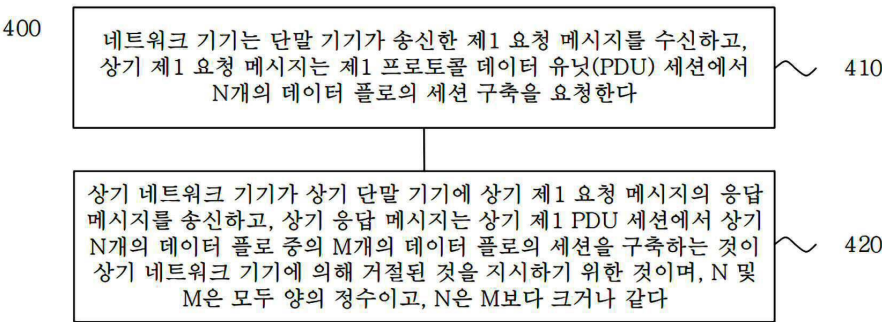 400
네트워크 기기는 단말 기기가 송신한 제1 요청 메시지를 수신하고,
상기 제1 요청 메시지는 제1 프로토콜 데이터 유닛(PDU) 세션에서
N개의 데이터 플로의 세션 구축을 요청한다
410
상기 네트워크 기기가 상기 단말 기기에 상기 제1 요청 메시지의 응답
메시지를 송신하고, 상기 응답 메시지는 상기 제1 PDU 세션에서 상기
N개의 데이터 플로 중의 M개의 데이터 플로의 세션을 구축하는 것이
상기 네트워크 기기에 의해 거절된 것을 지시하기 위한 것이며, N 및
M은 모두 양의 정수이고, N은 M보다 크거나 같다
420